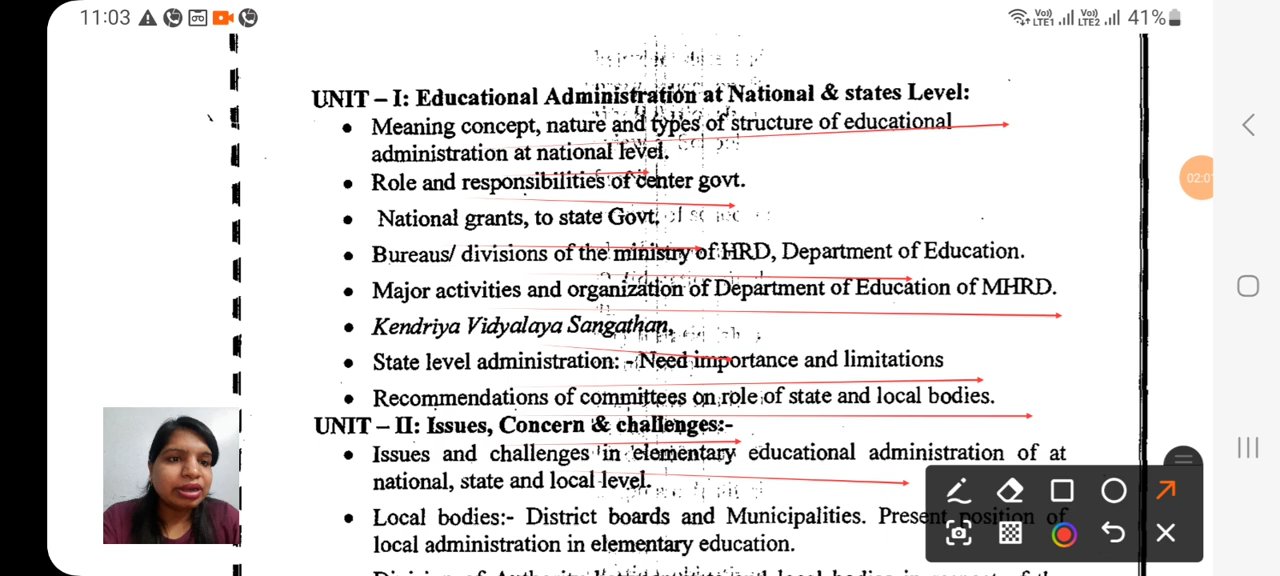 11:03
Vo)) LTE1 Vo)) LTE2 41%
UNIT – I: Educational Administration at National & states Level:
• Meaning concept, nature and types of structure of educational
administration at national level.
• Role and responsibilities of center govt.
• National grants, to state Govt.
• Bureaus/ divisions of the ministry of HRD, Department of Education.
• Major activities and organization of Department of Education of MHRD.
• Kendriya Vidyalaya Sangathan,
• State level administration: - Need importance and limitations
• Recommendations of committees on role of state and local bodies.
UNIT – II: Issues, Concern & challenges:-
• Issues and challenges in elementary educational administration of at
national, state and local level.
• Local bodies:- District boards and Municipalities. Present position of
local administration in elementary education.